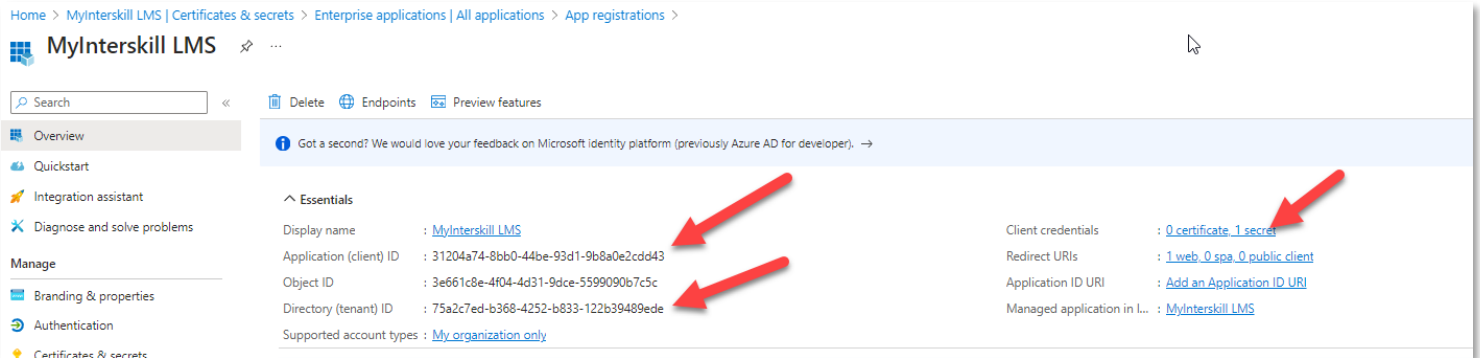 Home > MyInterskill LMS | Certificates & secrets > Enterprise applications | All applications > App registrations >
MyInterskill LMS
Search
Delete
Endpoints
Preview features
Overview
Quickstart
Integration assistant
Diagnose and solve problems
Manage
Branding & properties
Authentication
Certificates & secrets
Got a second? We would love your feedback on Microsoft identity platform (previously Azure AD for developer). →
Essentials
Display name : MyInterskill LMS
Application (client) ID : 31204a74-8bb0-44be-93d1-9b8a0e2cdd43
Object ID : 3e661c8e-4f04-4d31-9dce-5599090b7c5c
Directory (tenant) ID : 75a2c7ed-b368-4252-b833-122b39489ede
Supported account types : My organization only
Client credentials : 0 certificate, 1 secret
Redirect URIs : 1 web, 0 spa, 0 public client
Application ID URI : Add an Application ID URI
Managed application in l... : MyInterskill LMS